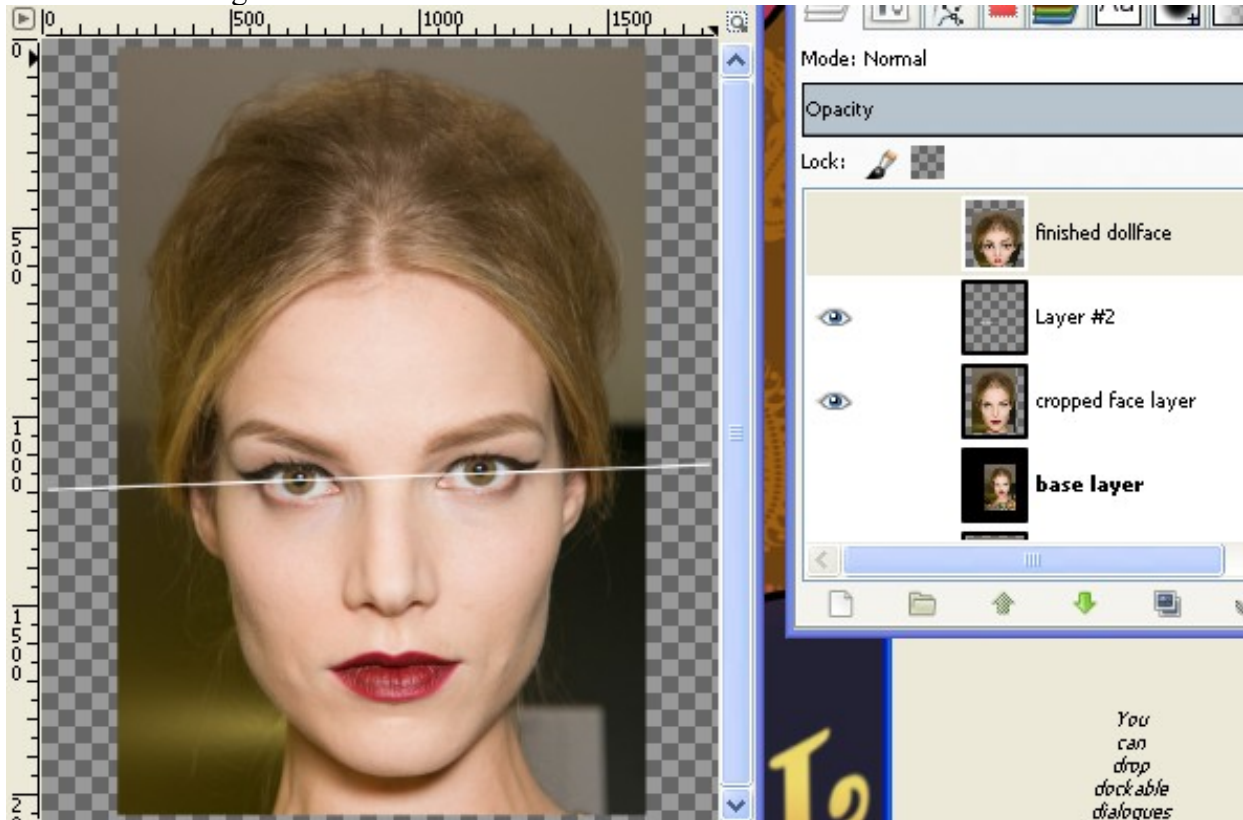 0 500 1000 1500
0
500
1000
1500
2
Mode: Normal
Opacity
Lock:
finished dollface
Layer #2
cropped face layer
base layer
You
can
drop
dockable
dialogues